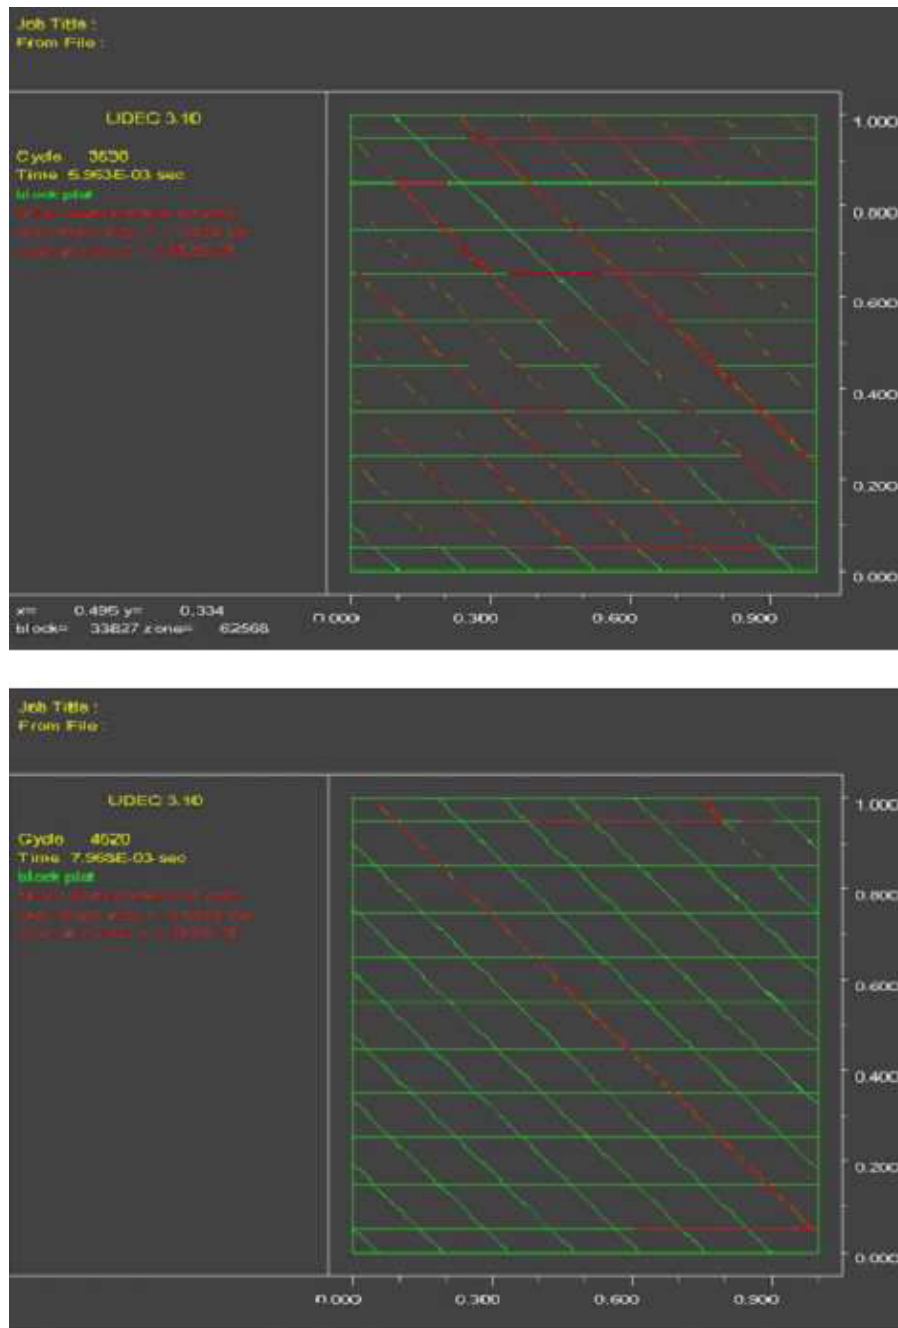 Job Title :
From File :
UDEC 3.10
Cycle 3630
Time 5.963E-03 sec
block plot
1.000
0.800
0.600
0.400
0.200
0.000
0.000 0.300 0.600 0.900
x= 0.495 y= 0.334
block= 33827 zone= 62568
Job Title :
From File :
UDEC 3.10
Cycle 4520
Time 7.968E-03 sec
block plot
1.000
0.800
0.600
0.400
0.200
0.000
0.000 0.300 0.600 0.900